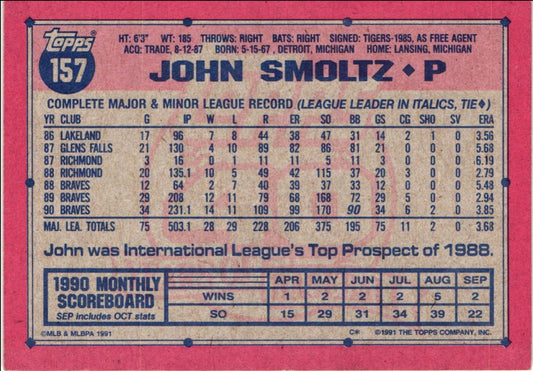 Topps
157
HT: 6'3" WT: 185 THROWS: RIGHT BATS: RIGHT SIGNED: TIGERS-1985, AS FREE AGENT
ACQ: TRADE, 8-12-87 BORN: 5-15-67, DETROIT, MICHIGAN HOME: LANSING, MICHIGAN
JOHN SMOLTZ ♦ P
COMPLETE MAJOR & MINOR LEAGUE RECORD (LEAGUE LEADER IN ITALICS, TIE♦)
YR CLUB G IP W L R ER SO BB GS CG SHO SV ERA
86 LAKELAND 17 96 7 8 44 38 47 31 14 2 1 0 3.56
87 GLENS FALLS 21 130 4 10 89 82 86 81 21 0 0 0 5.68
87 RICHMOND 3 16 0 1 11 11 5 11 3 0 0 0 6.19
88 RICHMOND 20 135.1 10 5 49 42 115 37 20 3 0 0 2.79
88 BRAVES 12 64 2 7 40 39 37 33 12 0 0 0 5.48
89 BRAVES 29 208 12 11 79 68 168 72 29 5 0 0 2.94
90 BRAVES 34 231.1 14 11 109 99 170 90 34 6 2 0 3.85
MAJ. LEA. TOTALS 75 503.1 28 29 228 206 375 195 75 11 2 0 3.68
John was International League's Top Prospect of 1988.
1990 MONTHLY SCOREBOARD
APR MAY JUN JUL AUG SEP
WINS 1 2 2 2 5 2
SEP includes OCT stats
SO 15 29 31 34 39 22
©MLB & MLBPA 1991 C* ©1991 THE TOPPS COMPANY, INC.